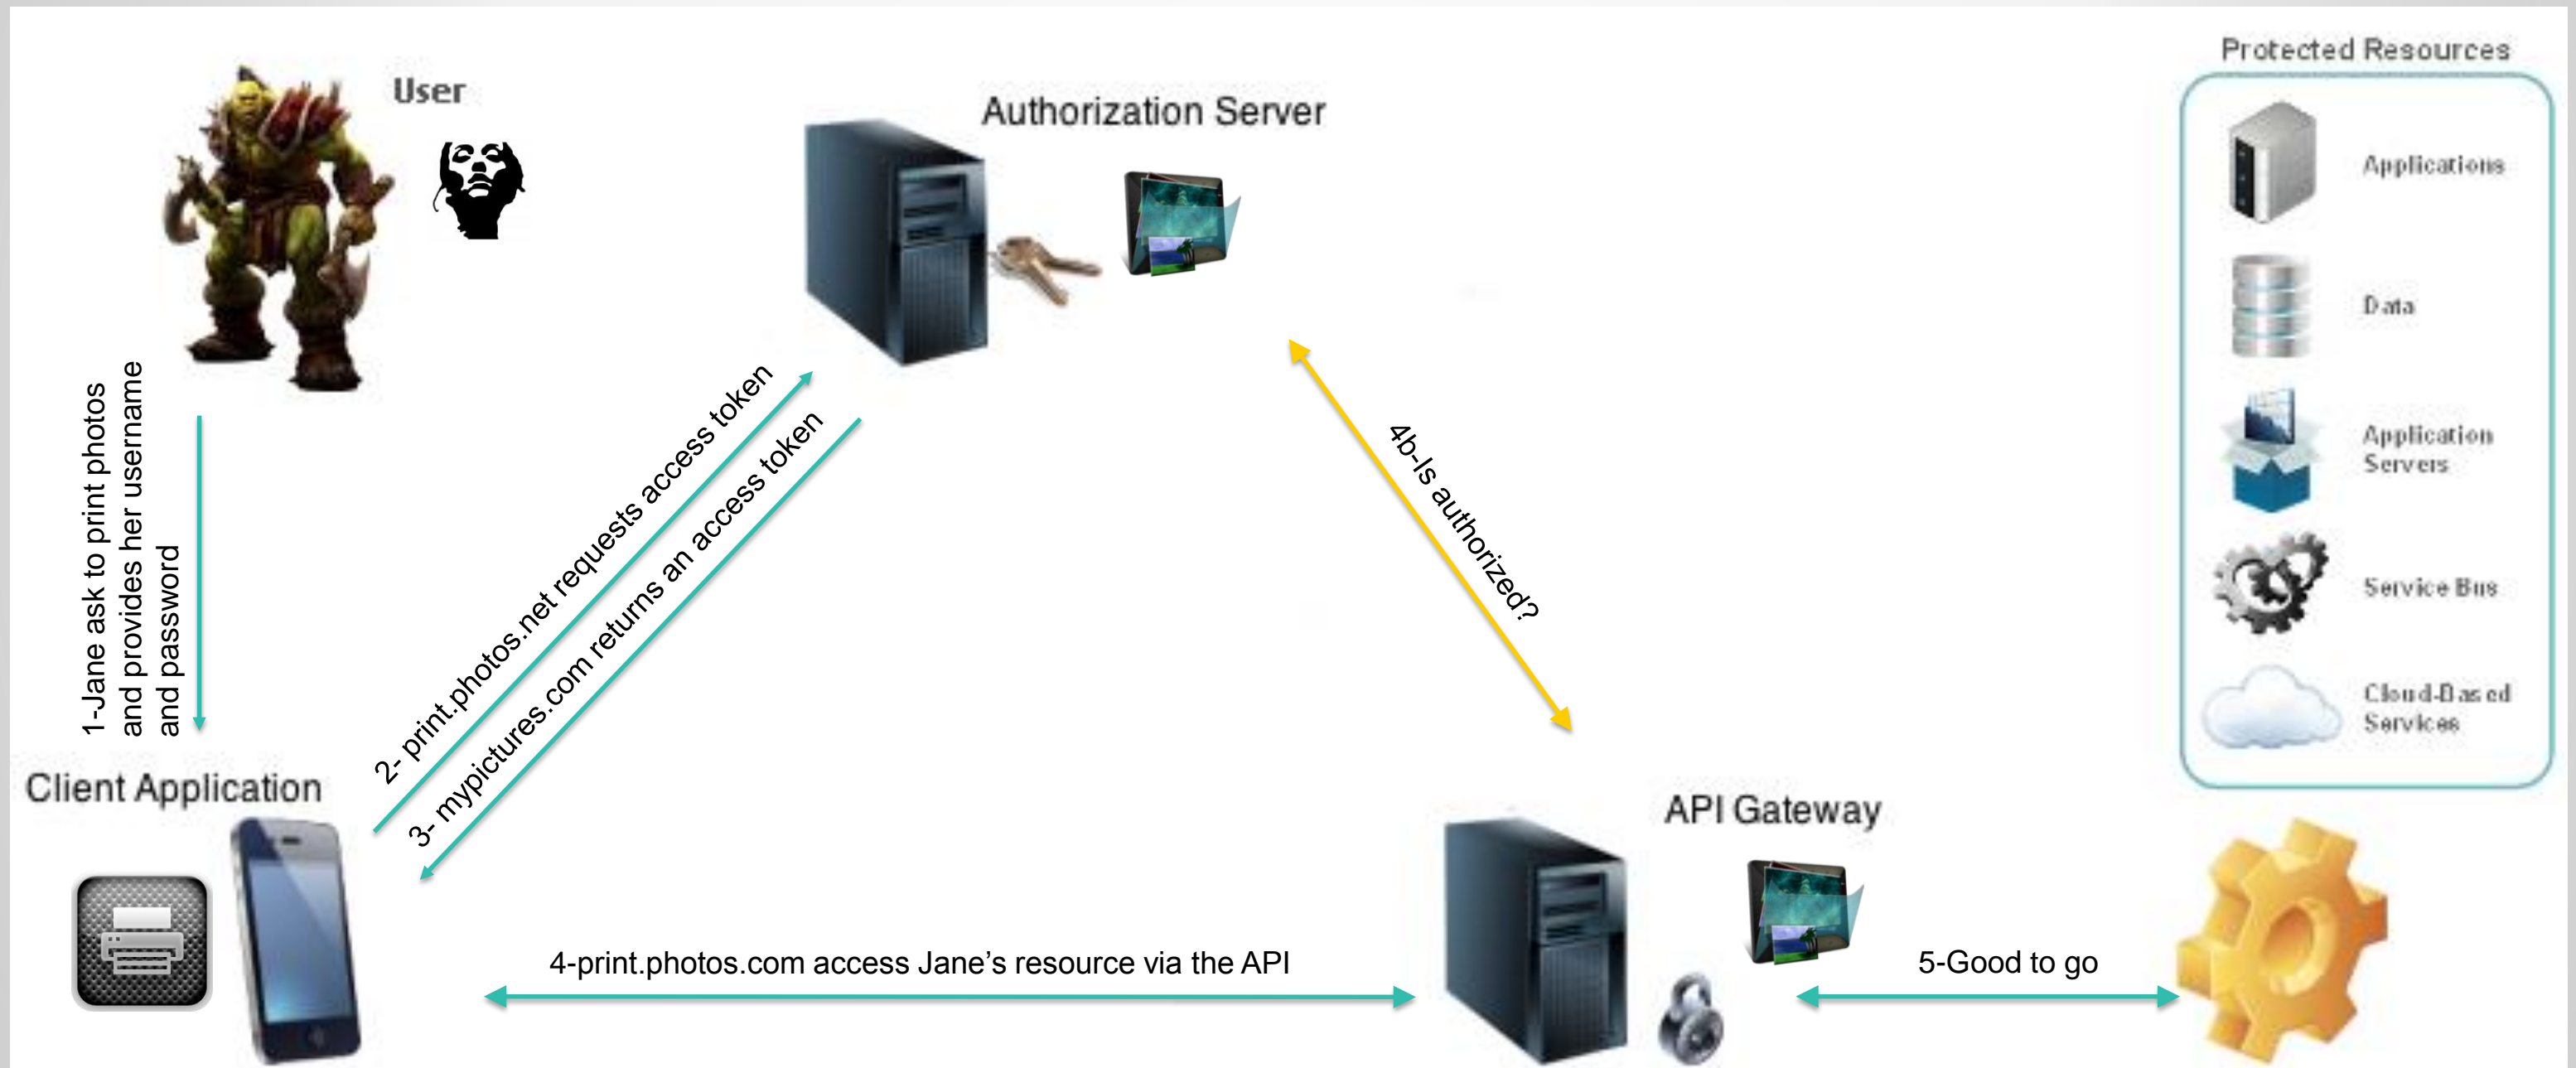 User
Authorization Server
Protected Resources
Applications
Data
Application
Servers
Service Bus
Cloud-Based
Services
1-Jane ask to print photos
and provides her username
and password
2- print.photos.net requests access token
3- mypictures.com returns an access token
4b-Is authorized?
Client Application
API Gateway
4-print.photos.com access Jane’s resource via the API
5-Good to go